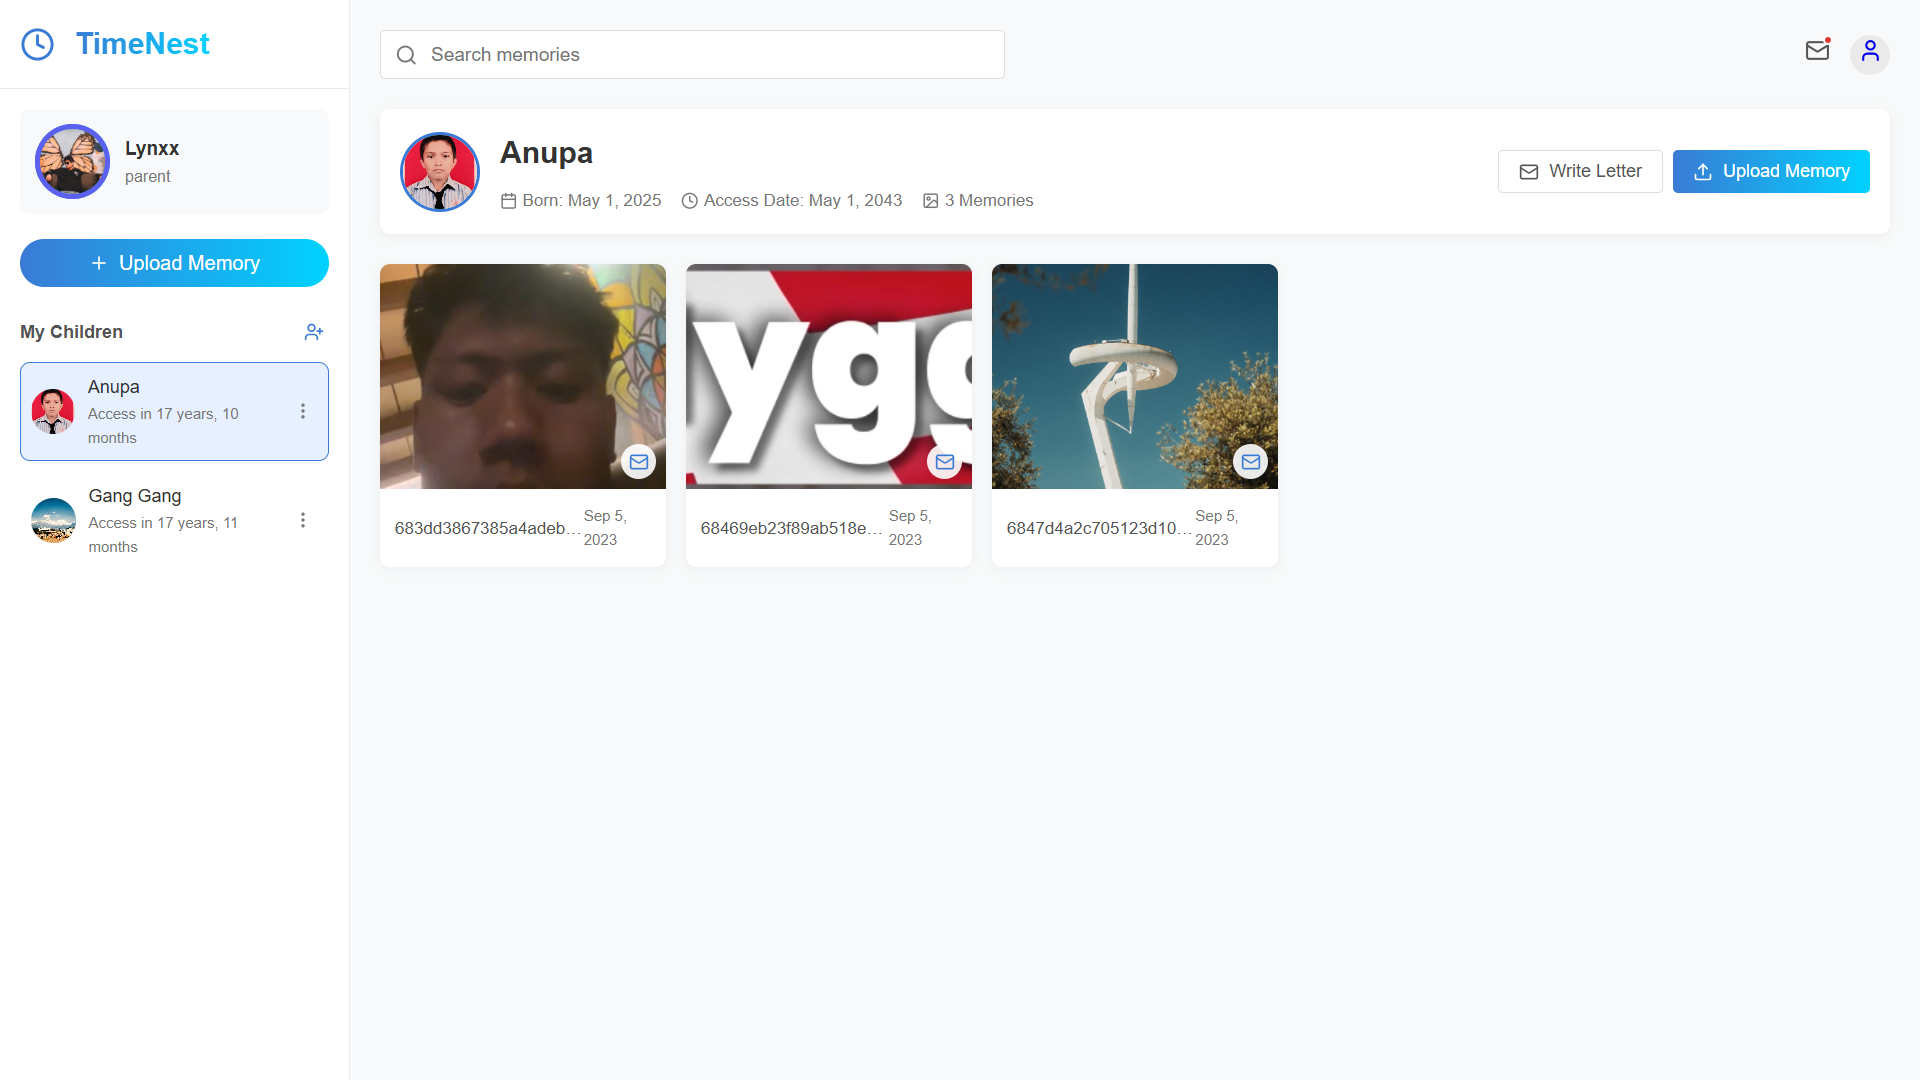 TimeNest
Search memories
Lynxx
parent
Upload Memory
My Children
Anupa
Access in 17 years, 10
months
Gang Gang
Access in 17 years, 11
months
Anupa
Born: May 1, 2025
Access Date: May 1, 2043
3 Memories
Write Letter
Upload Memory
ygg
683dd3867385a4adeb...
Sep 5,
2023
68469eb23f89ab518e...
Sep 5,
2023
6847d4a2c705123d10...
Sep 5,
2023